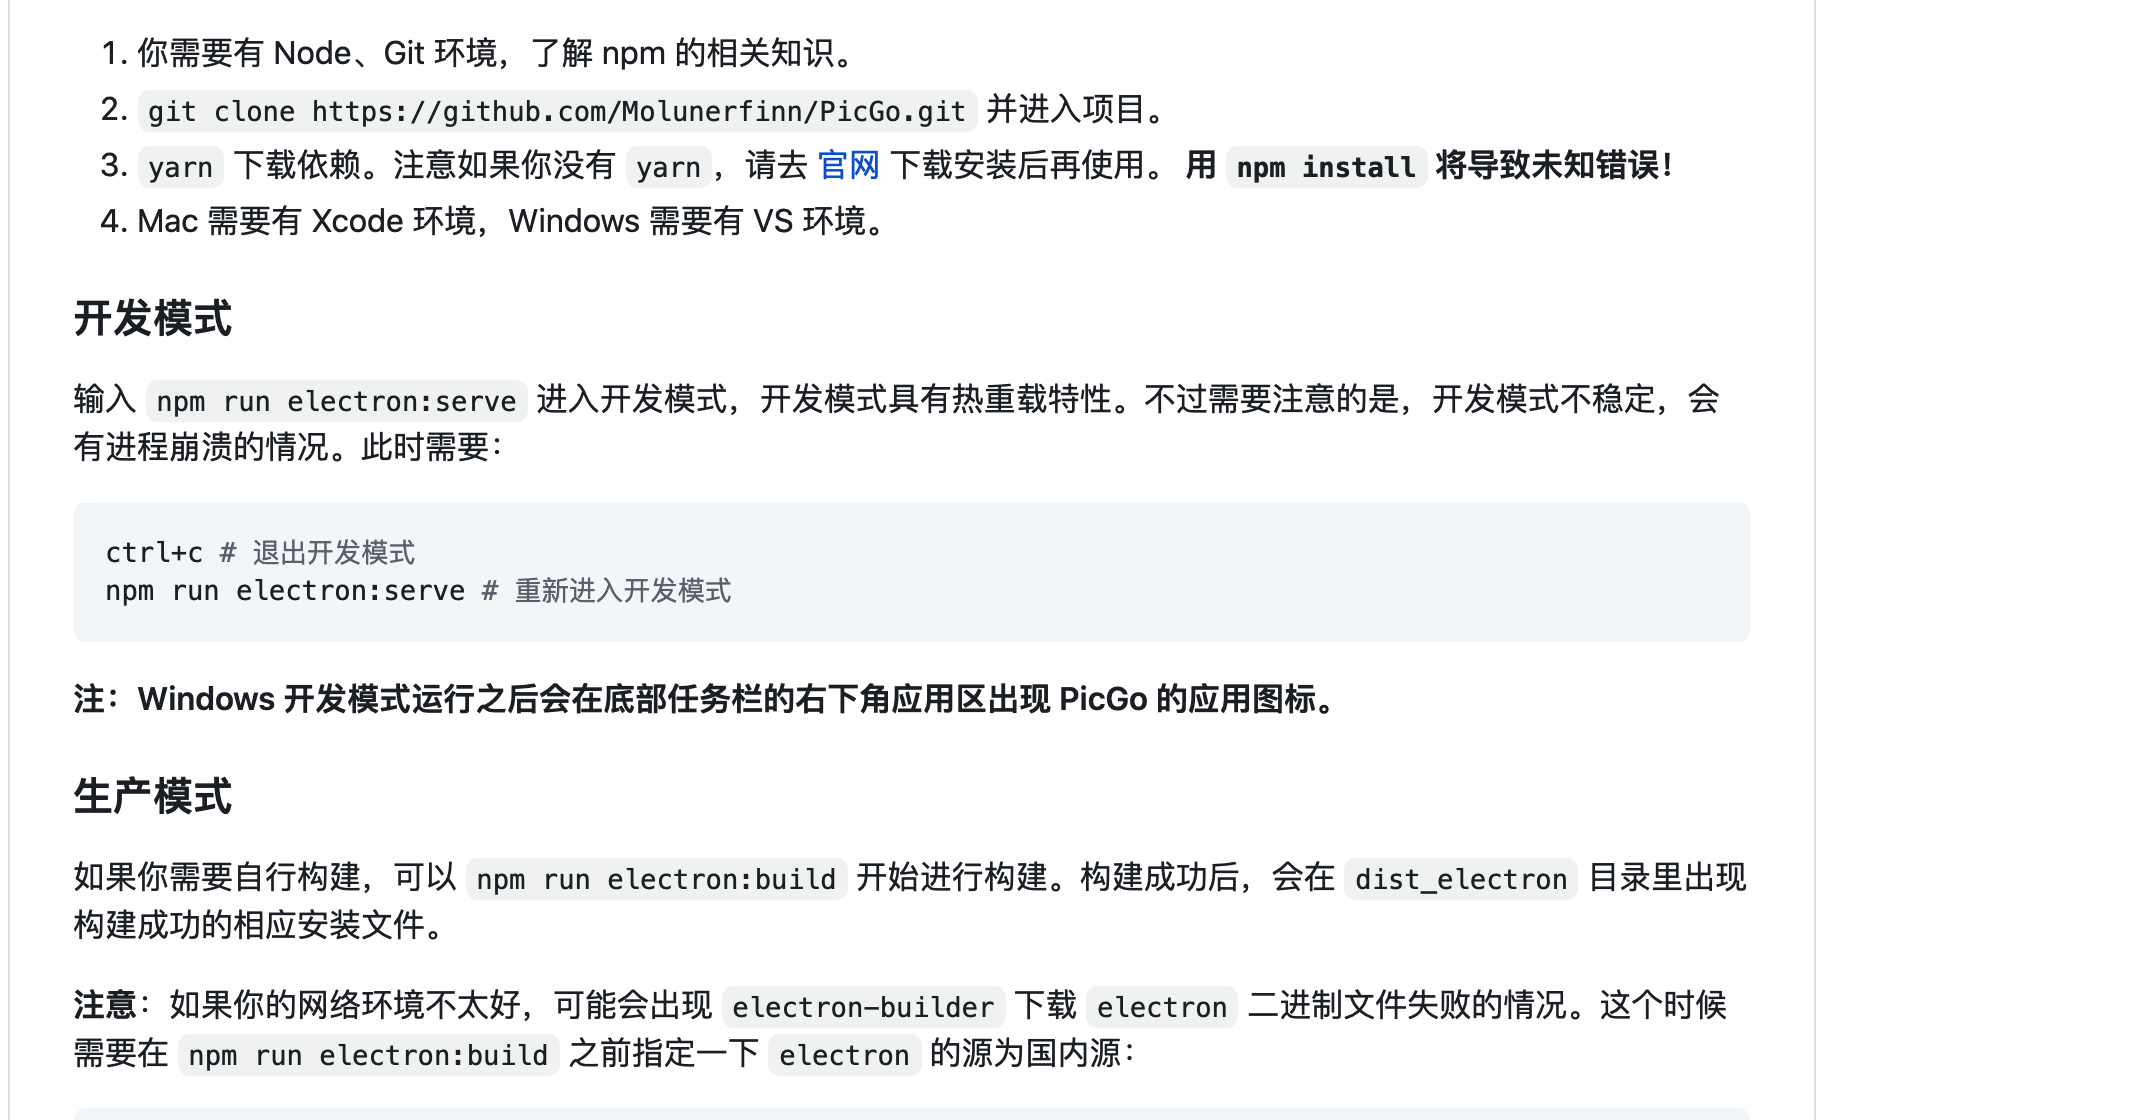 1. 你需要有 Node、Git 环境，了解 npm 的相关知识。
2. git clone https://github.com/Molunerfinn/PicGo.git 并进入项目。
3. yarn 下载依赖。注意如果你没有 yarn ，请去 官网 下载安装后再使用。 用 npm install 将导致未知错误！
4. Mac 需要有 Xcode 环境，Windows 需要有 VS 环境。
开发模式
输入 npm run electron:serve 进入开发模式，开发模式具有热重载特性。不过需要注意的是，开发模式不稳定，会
有进程崩溃的情况。此时需要：
ctrl+c # 退出开发模式
npm run electron:serve # 重新进入开发模式
注：Windows 开发模式运行之后会在底部任务栏的右下角应用区出现 PicGo 的应用图标。
生产模式
如果你需要自行构建，可以 npm run electron:build 开始进行构建。构建成功后，会在 dist_electron 目录里出现
构建成功的相应安装文件。
注意：如果你的网络环境不太好，可能会出现 electron-builder 下载 electron 二进制文件失败的情况。这个时候
需要在 npm run electron:build 之前指定一下 electron 的源为国内源：